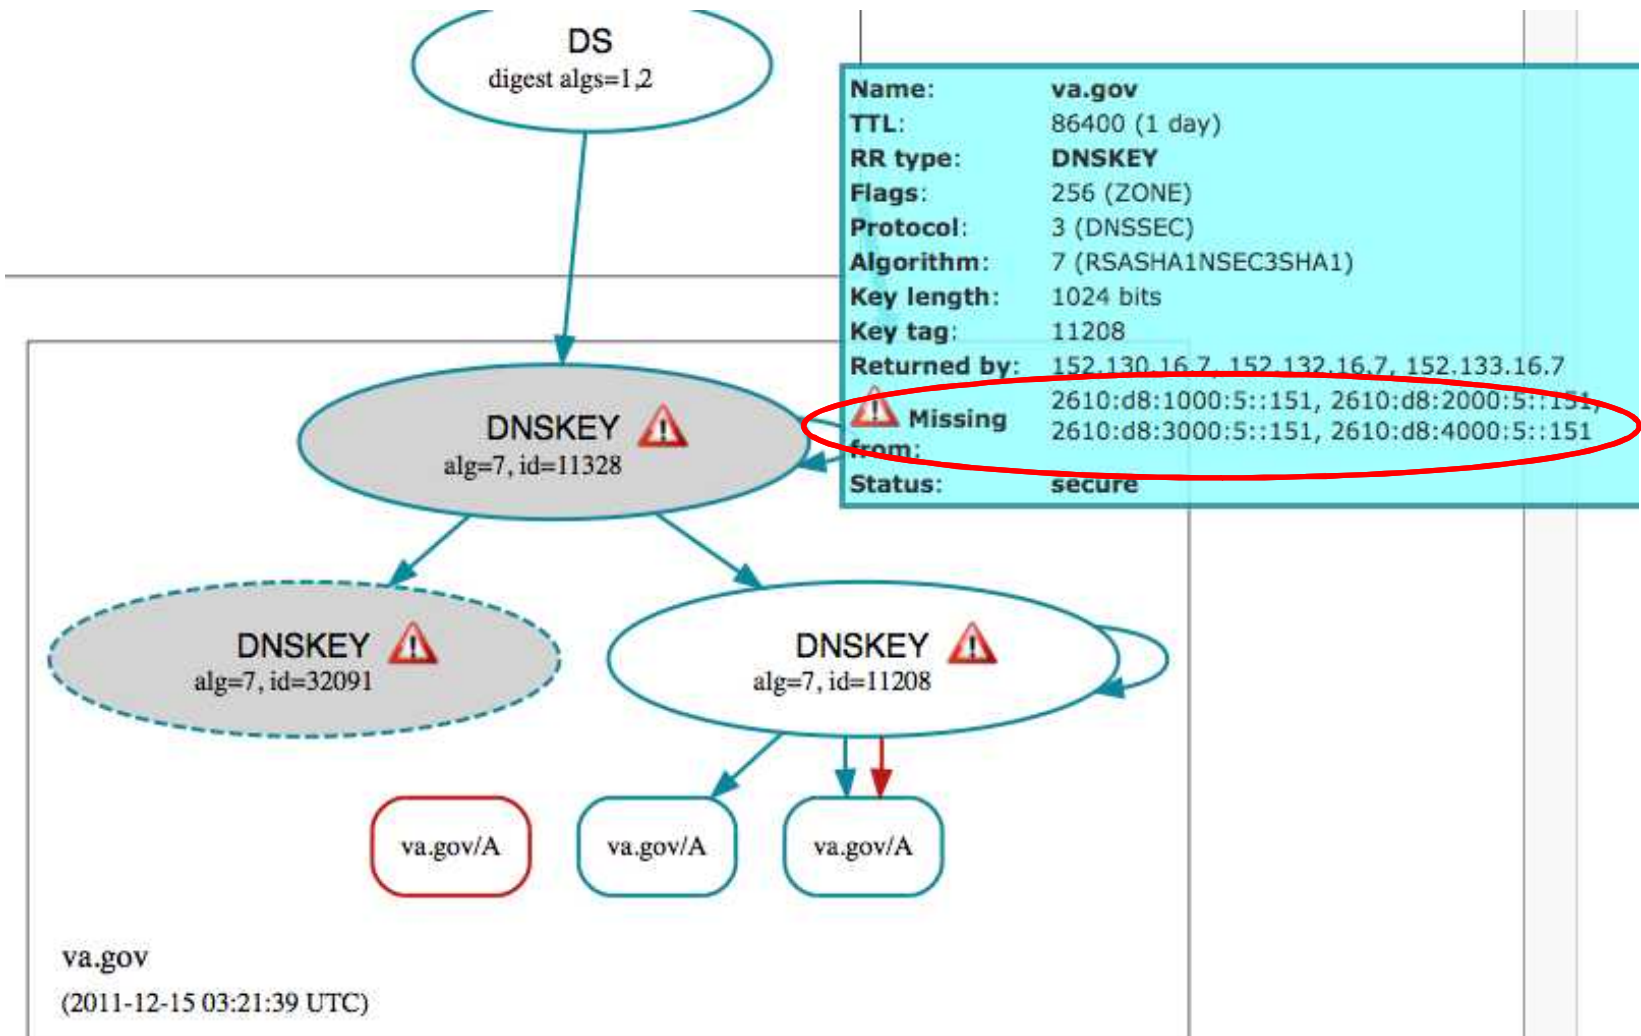 DS
digest algs=1,2
Name: va.gov
TTL: 86400 (1 day)
RR type: DNSKEY
Flags: 256 (ZONE)
Protocol: 3 (DNSSEC)
Algorithm: 7 (RSASHA1NSEC3SHA1)
Key length: 1024 bits
Key tag: 11208
Returned by: 152.130.16.7, 152.132.16.7, 152.133.16.7
Missing from: 2610:d8:1000:5::151, 2610:d8:2000:5::151,
2610:d8:3000:5::151, 2610:d8:4000:5::151
Status: secure
DNSKEY
alg=7, id=11328
DNSKEY
alg=7, id=32091
DNSKEY
alg=7, id=11208
va.gov/A
va.gov/A
va.gov/A
va.gov
(2011-12-15 03:21:39 UTC)